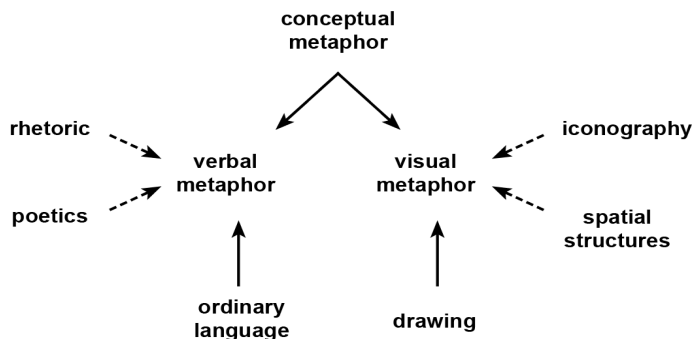 conceptual
metaphor
rhetoric
iconography
verbal
metaphor
visual
metaphor
poetics
spatial
structures
ordinary
language
drawing